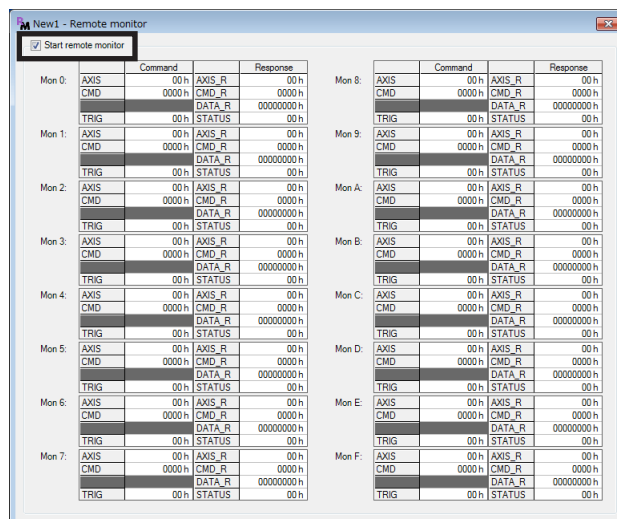 New1 - Remote monitor
Start remote monitor
Command Response Command Response
Mon 0: AXIS 00 h AXIS_R 00 h Mon 8: AXIS 00 h AXIS_R 00 h
CMD 0000 h CMD_R 0000 h CMD 0000 h CMD_R 0000 h
DATA_R 00000000 h DATA_R 00000000 h
TRIG 00 h STATUS 00 h TRIG 00 h STATUS 00 h
Mon 1: AXIS 00 h AXIS_R 00 h Mon 9: AXIS 00 h AXIS_R 00 h
CMD 0000 h CMD_R 0000 h CMD 0000 h CMD_R 0000 h
DATA_R 00000000 h DATA_R 00000000 h
TRIG 00 h STATUS 00 h TRIG 00 h STATUS 00 h
Mon 2: AXIS 00 h AXIS_R 00 h Mon A: AXIS 00 h AXIS_R 00 h
CMD 0000 h CMD_R 0000 h CMD 0000 h CMD_R 0000 h
DATA_R 00000000 h DATA_R 00000000 h
TRIG 00 h STATUS 00 h TRIG 00 h STATUS 00 h
Mon 3: AXIS 00 h AXIS_R 00 h Mon B: AXIS 00 h AXIS_R 00 h
CMD 0000 h CMD_R 0000 h CMD 0000 h CMD_R 0000 h
DATA_R 00000000 h DATA_R 00000000 h
TRIG 00 h STATUS 00 h TRIG 00 h STATUS 00 h
Mon 4: AXIS 00 h AXIS_R 00 h Mon C: AXIS 00 h AXIS_R 00 h
CMD 0000 h CMD_R 0000 h CMD 0000 h CMD_R 0000 h
DATA_R 00000000 h DATA_R 00000000 h
TRIG 00 h STATUS 00 h TRIG 00 h STATUS 00 h
Mon 5: AXIS 00 h AXIS_R 00 h Mon D: AXIS 00 h AXIS_R 00 h
CMD 0000 h CMD_R 0000 h CMD 0000 h CMD_R 0000 h
DATA_R 00000000 h DATA_R 00000000 h
TRIG 00 h STATUS 00 h TRIG 00 h STATUS 00 h
Mon 6: AXIS 00 h AXIS_R 00 h Mon E: AXIS 00 h AXIS_R 00 h
CMD 0000 h CMD_R 0000 h CMD 0000 h CMD_R 0000 h
DATA_R 00000000 h DATA_R 00000000 h
TRIG 00 h STATUS 00 h TRIG 00 h STATUS 00 h
Mon 7: AXIS 00 h AXIS_R 00 h Mon F: AXIS 00 h AXIS_R 00 h
CMD 0000 h CMD_R 0000 h CMD 0000 h CMD_R 0000 h
DATA_R 00000000 h DATA_R 00000000 h
TRIG 00 h STATUS 00 h TRIG 00 h STATUS 00 h